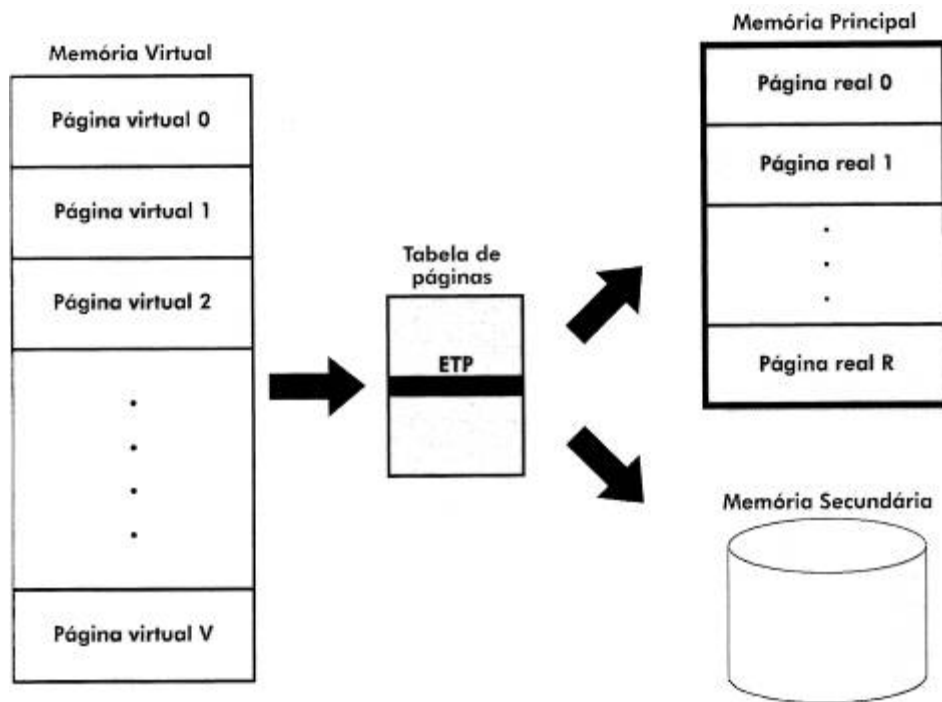 Memória Virtual
Página virtual 0
Página virtual 1
Página virtual 2
Página virtual V
Tabela de
páginas
ETP
Memória Principal
Página real 0
Página real 1
Página real R
Memória Secundária